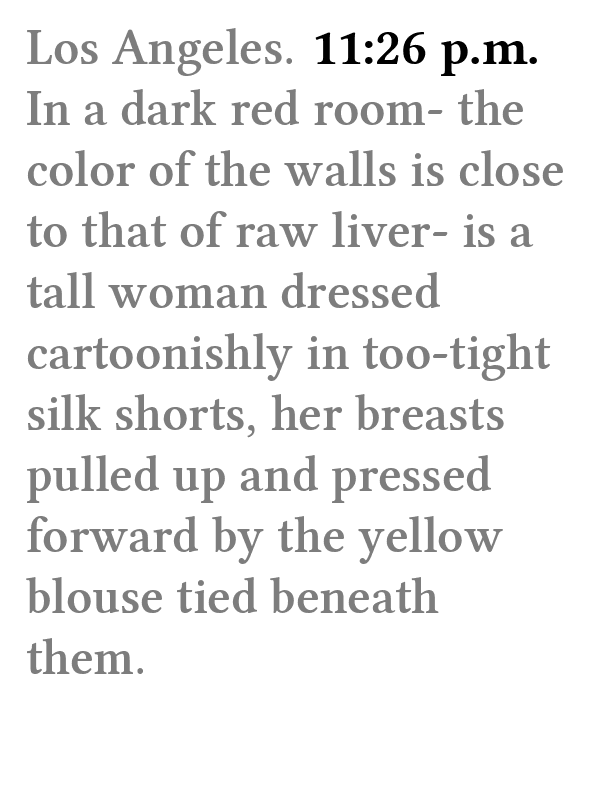 Los Angeles. 11:26 p.m.
In a dark red room- the
color of the walls is close
to that of raw liver- is a
tall woman dressed
cartoonishly in too-tight
silk shorts, her breasts
pulled up and pressed
forward by the yellow
blouse tied beneath
them.